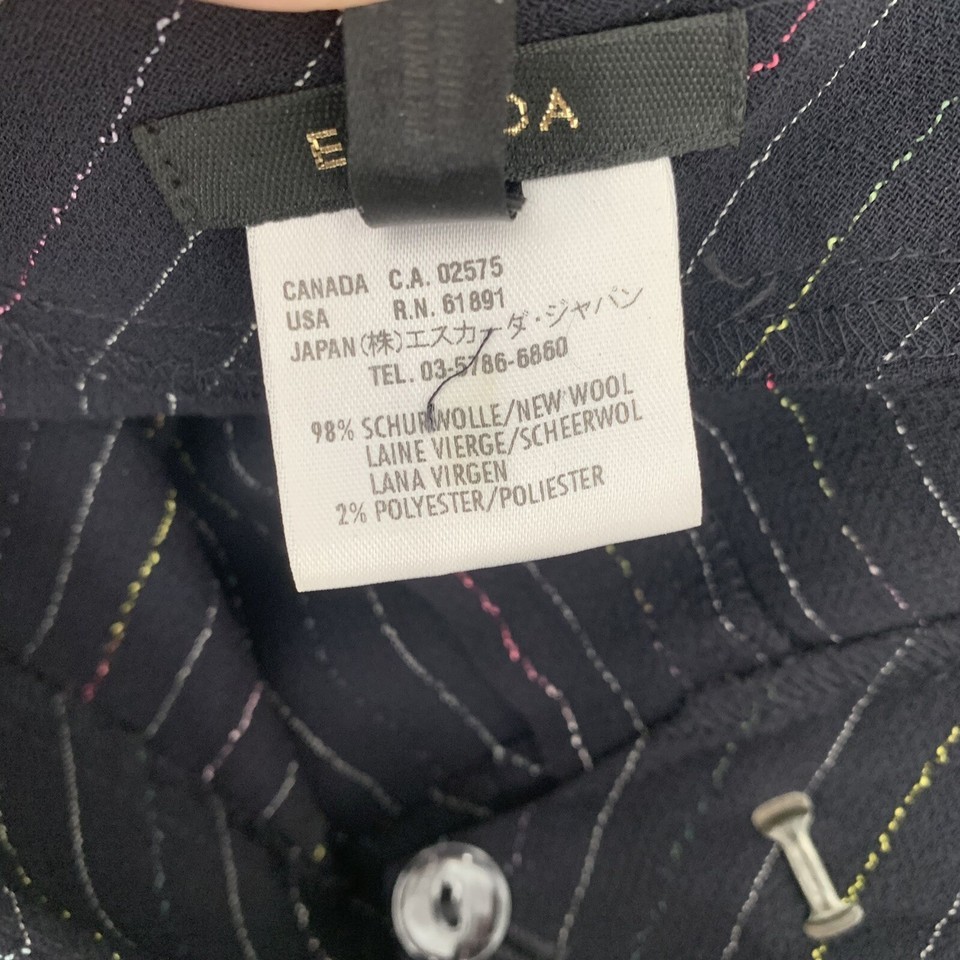 CANADA C.A. 02575
USA R.N. 61891
JAPAN (株)エスカーダ・ジャパン
TEL. 03-5786-6860
98% SCHURWOLLE/NEW WOOL
LAINE VIERGE/SCHEERWOL
LANA VIRGEN
2% POLYESTER/POLIESTER